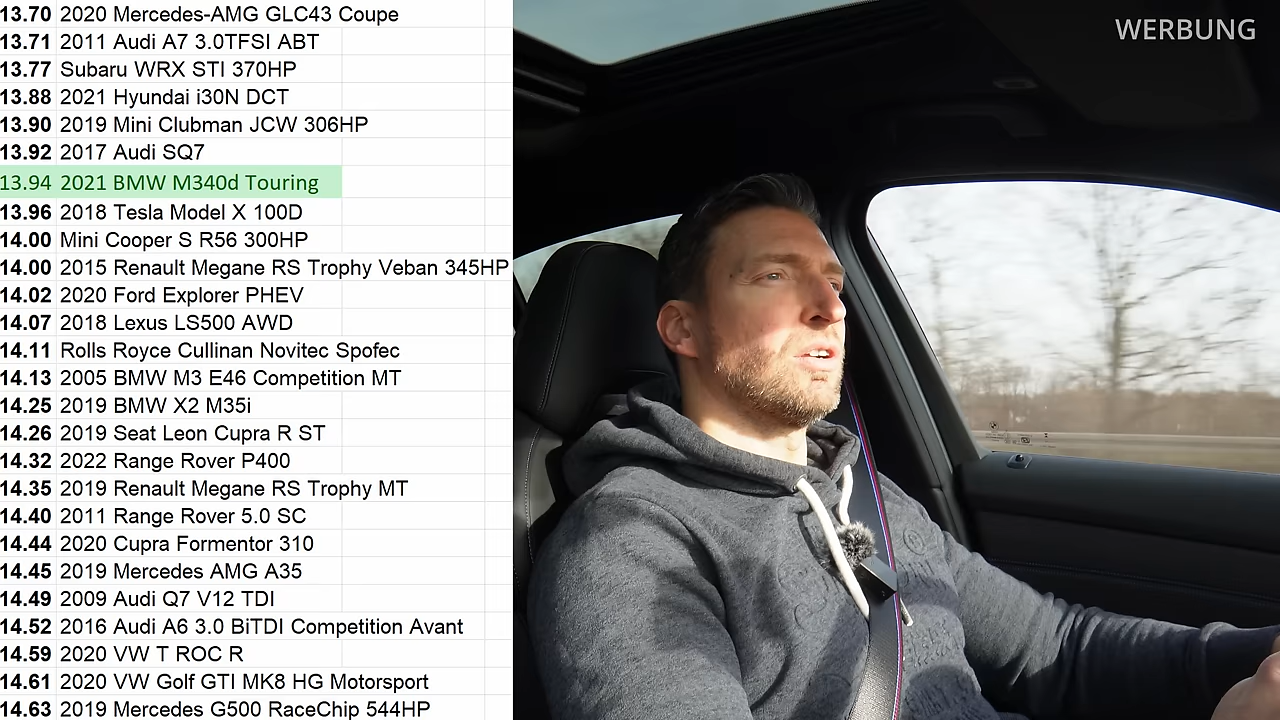 13.70 2020 Mercedes-AMG GLC43 Coupe
13.71 2011 Audi A7 3.0TFSI ABT
13.77 Subaru WRX STI 370HP
13.88 2021 Hyundai i30N DCT
13.90 2019 Mini Clubman JCW 306HP
13.92 2017 Audi SQ7
13.94 2021 BMW M340d Touring
13.96 2018 Tesla Model X 100D
14.00 Mini Cooper S R56 300HP
14.00 2015 Renault Megane RS Trophy Veban 345HP
14.02 2020 Ford Explorer PHEV
14.07 2018 Lexus LS500 AWD
14.11 Rolls Royce Cullinan Novitec Spofec
14.13 2005 BMW M3 E46 Competition MT
14.25 2019 BMW X2 M35i
14.26 2019 Seat Leon Cupra R ST
14.32 2022 Range Rover P400
14.35 2019 Renault Megane RS Trophy MT
14.40 2011 Range Rover 5.0 SC
14.44 2020 Cupra Formentor 310
14.45 2019 Mercedes AMG A35
14.49 2009 Audi Q7 V12 TDI
14.52 2016 Audi A6 3.0 BiTDI Competition Avant
14.59 2020 VW T ROC R
14.61 2020 VW Golf GTI MK8 HG Motorsport
14.63 2019 Mercedes G500 RaceChip 544HP
WERBUNG